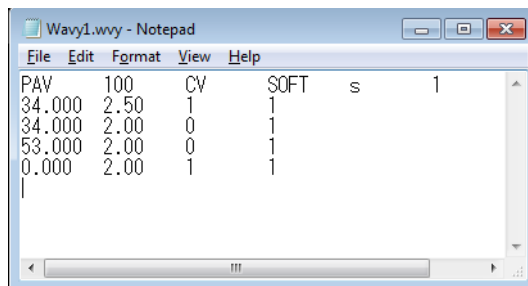 Wavy1.wvy - Notepad
File Edit Format View Help
PAV 100 CV SOFT s 1
34.000 2.50 1 1
34.000 2.00 0 1
53.000 2.00 0 1
0.000 2.00 1 1